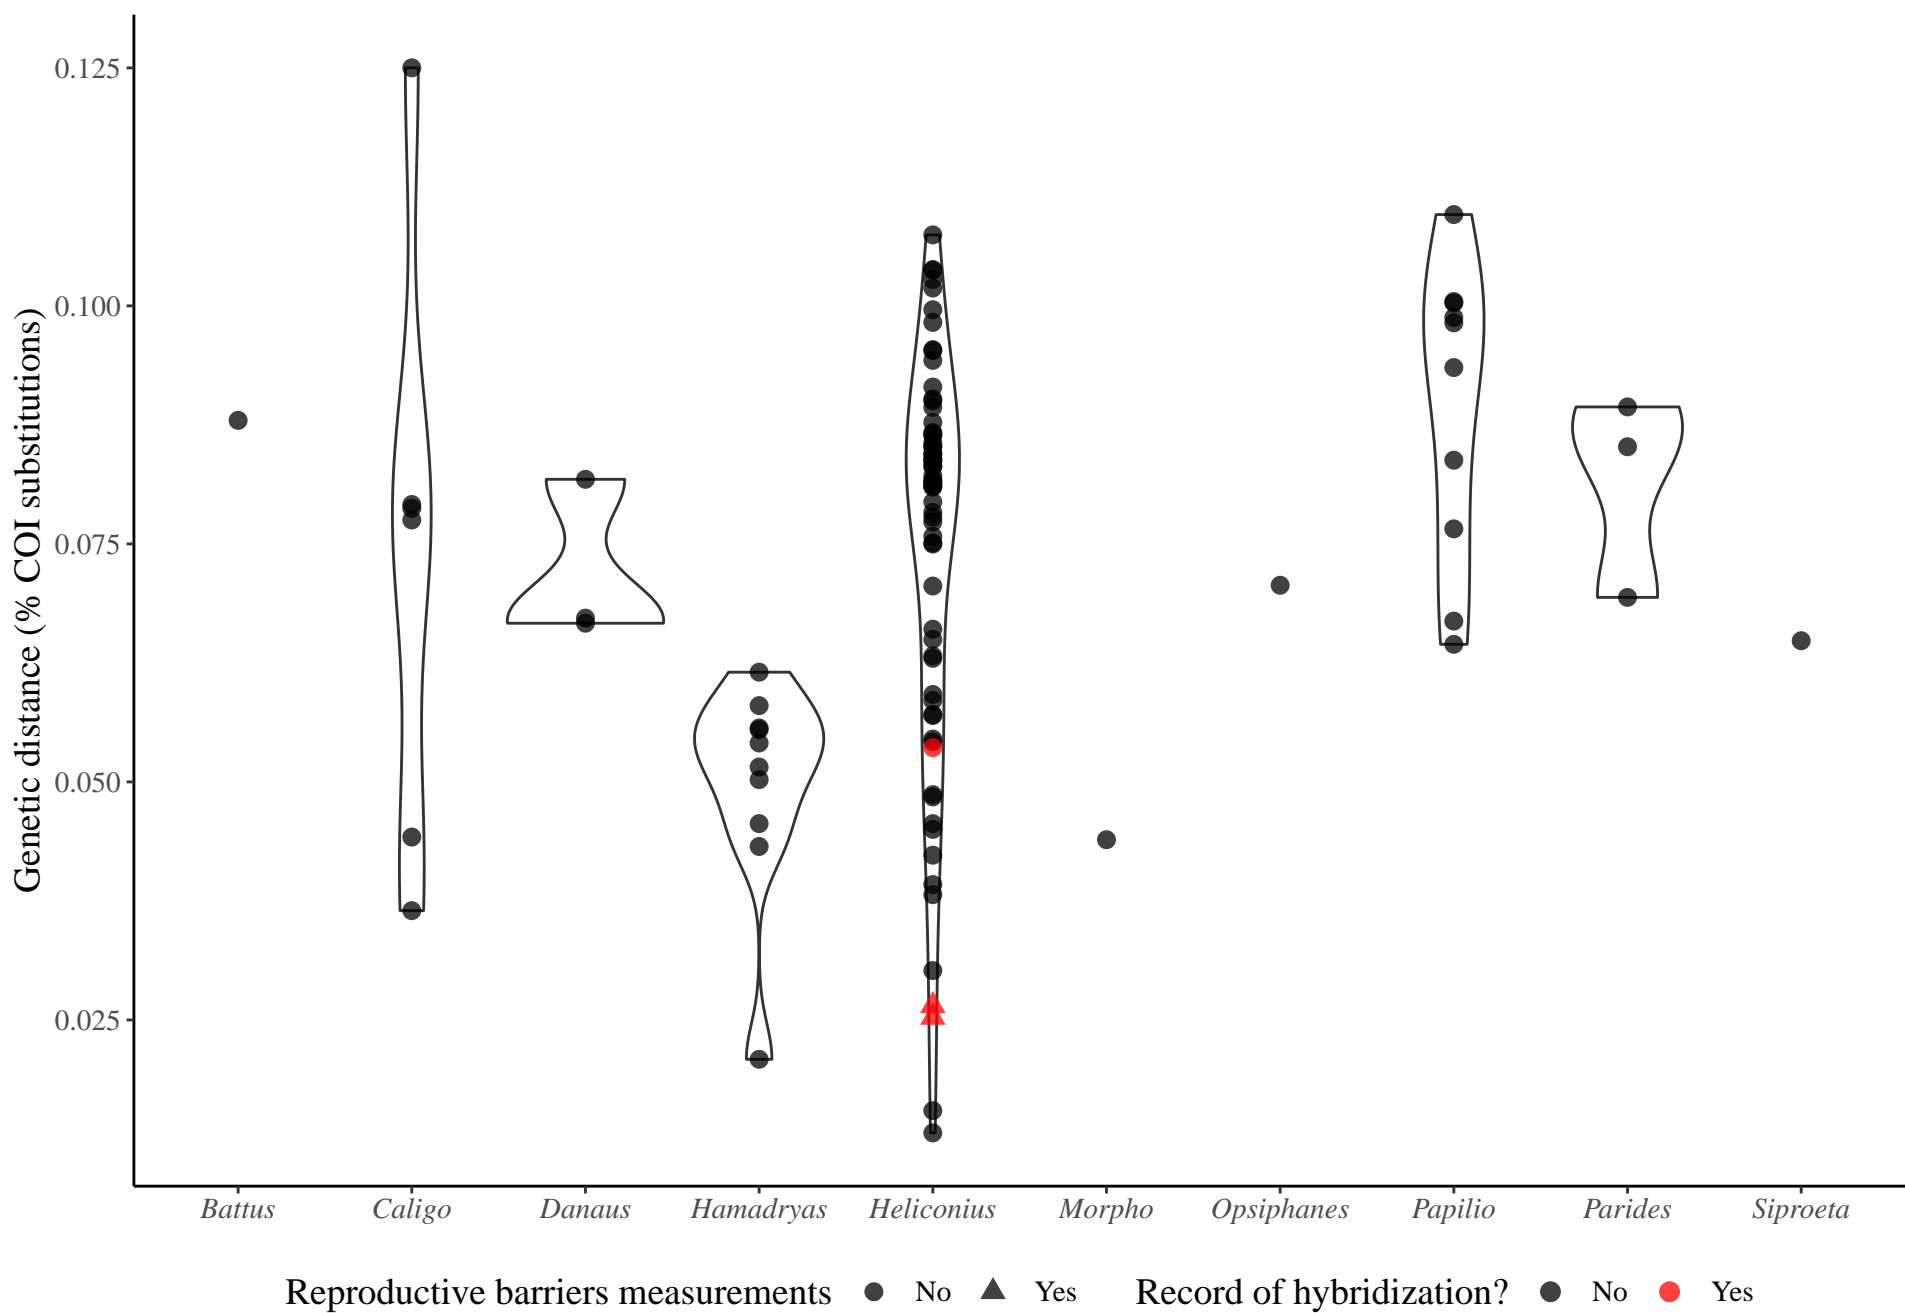 Genetic distance (% COI substitutions)
0.125
0.100
0.075
0.050
0.025
Battus Caligo Danaus Hamadryas Heliconius Morpho Opsiphanes Papilio Parides Siproeta
Reproductive barriers measurements No Yes Record of hybridization? No Yes